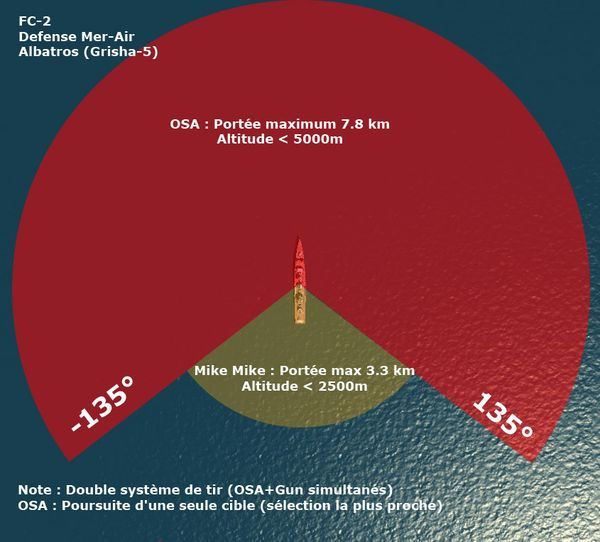 FC-2
Defense Mer-Air
Albatros (Grisha-5)
OSA : Portée maximum 7.8 km
Altitude < 5000m
Mike Mike : Portée max 3.3 km
Altitude < 2500m
-135°
135°
Note : Double système de tir (OSA+Gun simultanés)
OSA : Poursuite d'une seule cible (sélection la plus proche)